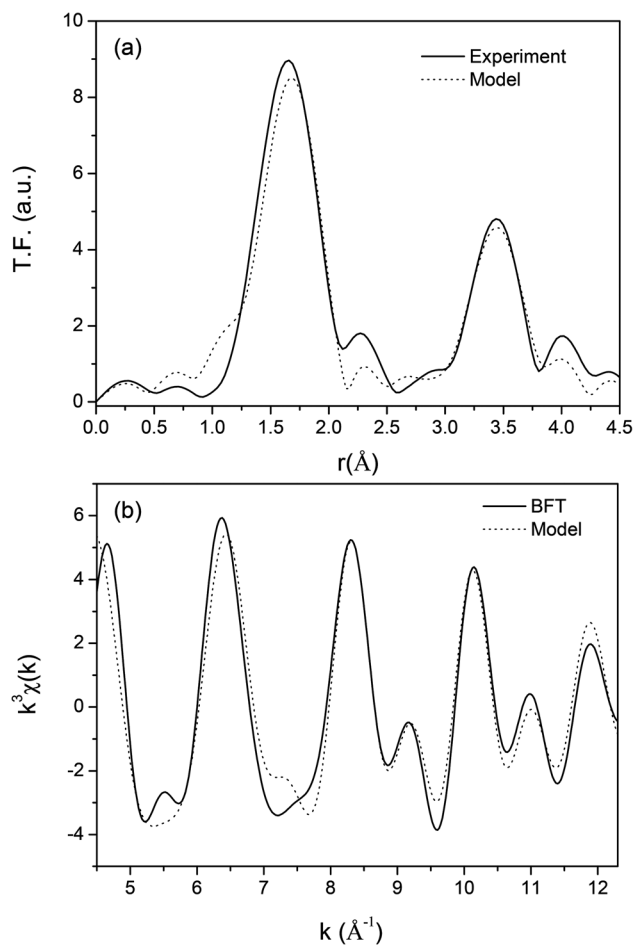 (a)
Experiment
Model
10
8
6
4
2
0
T.F. (a.u.)
0.0 0.5 1.0 1.5 2.0 2.5 3.0 3.5 4.0 4.5
r(Å)
(b)
BFT
Model
6
4
2
0
-2
-4
k³χ(k)
5 6 7 8 9 10 11 12
k (Å⁻¹)